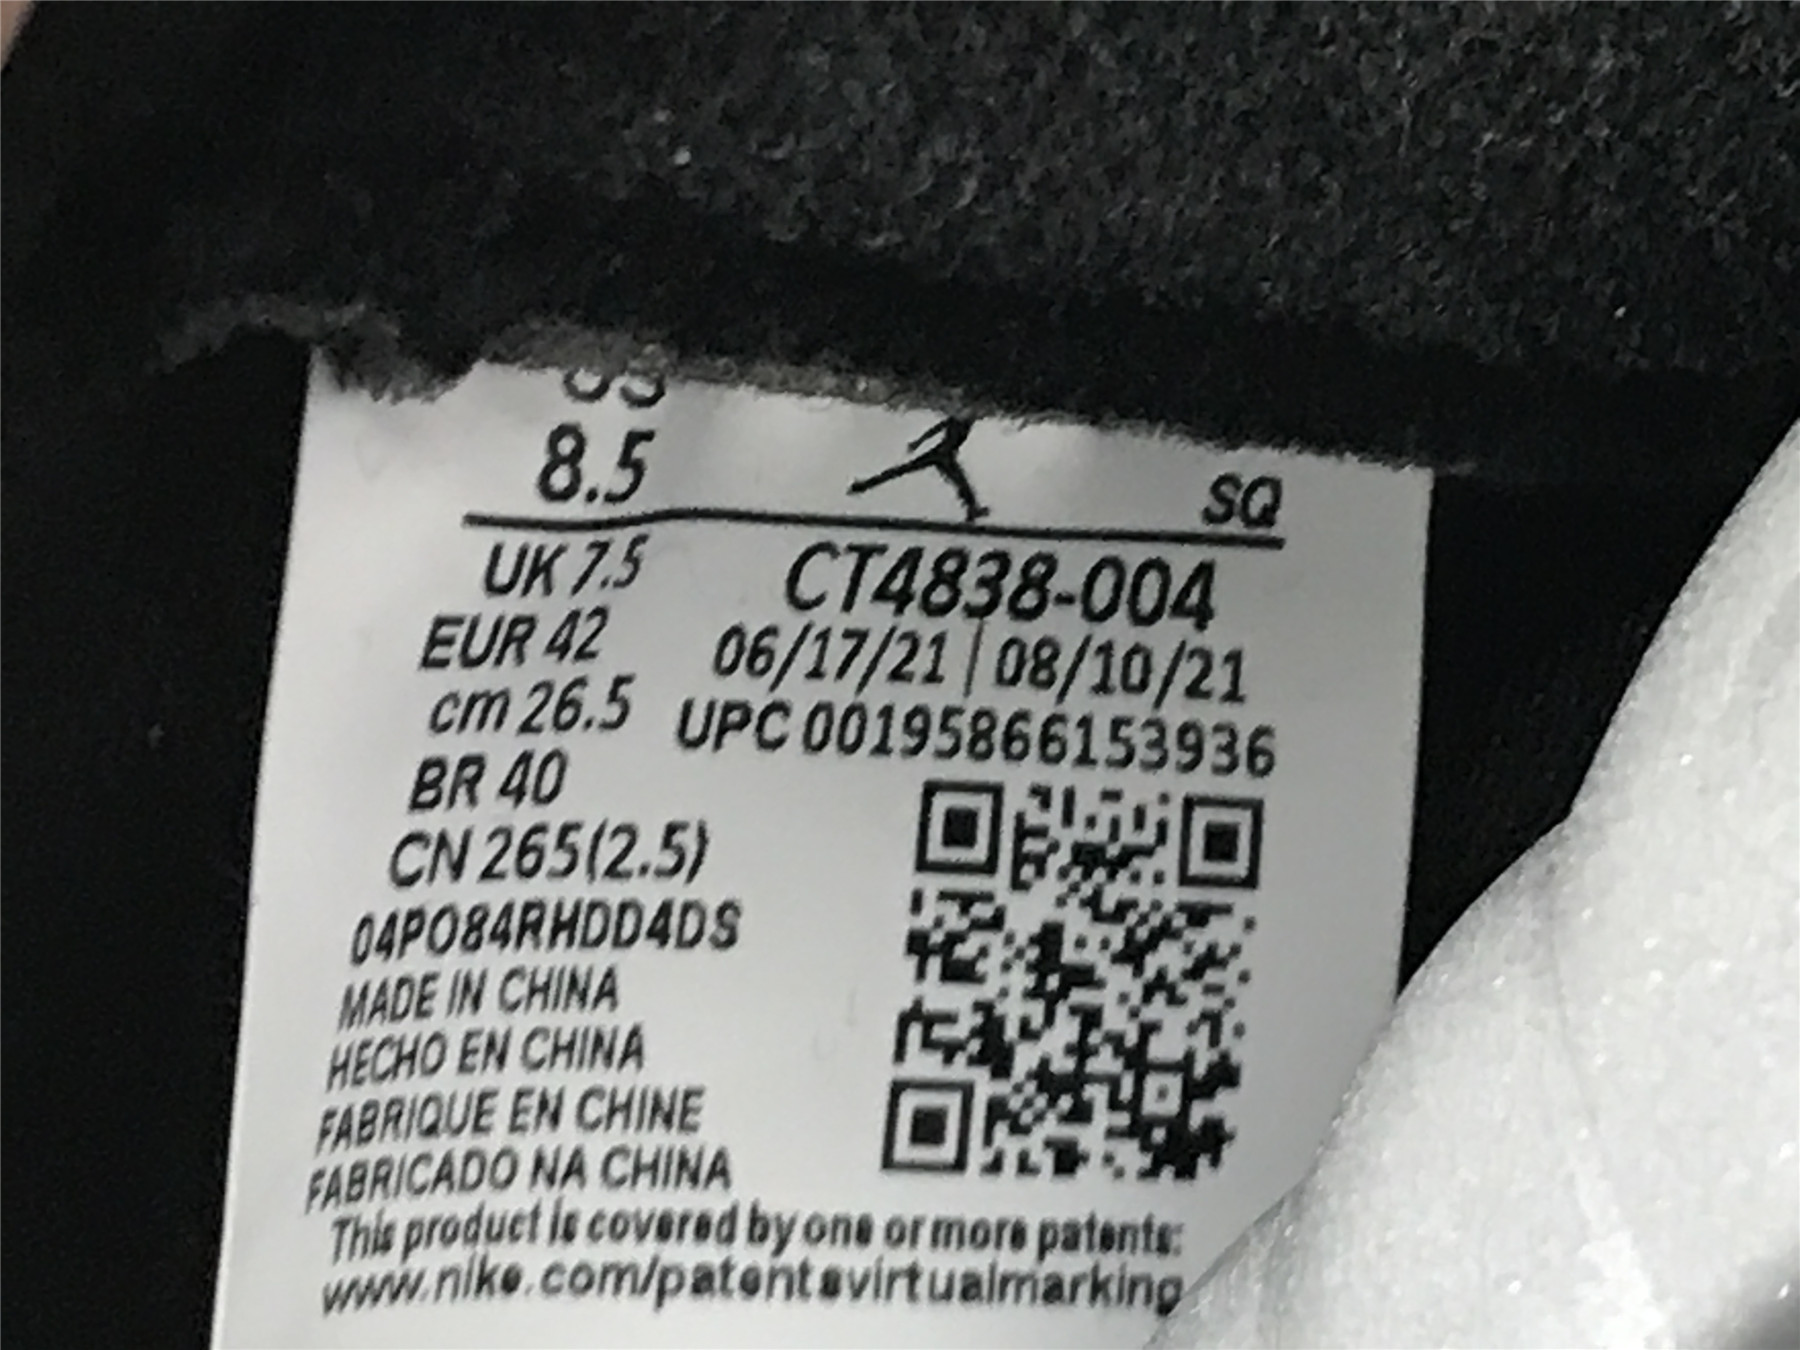 US
8.5 SQ
UK 7.5 CT4838-004
EUR 42 06/17/21 | 08/10/21
cm 26.5 UPC 00195866153936
BR 40
CN 265(2.5)
04PO84RHDD4DS
MADE IN CHINA
HECHO EN CHINA
FABRIQUE EN CHINE
FABRICADO NA CHINA
This product is covered by one or more patents:
www.nike.com/patentsvirtualmarking